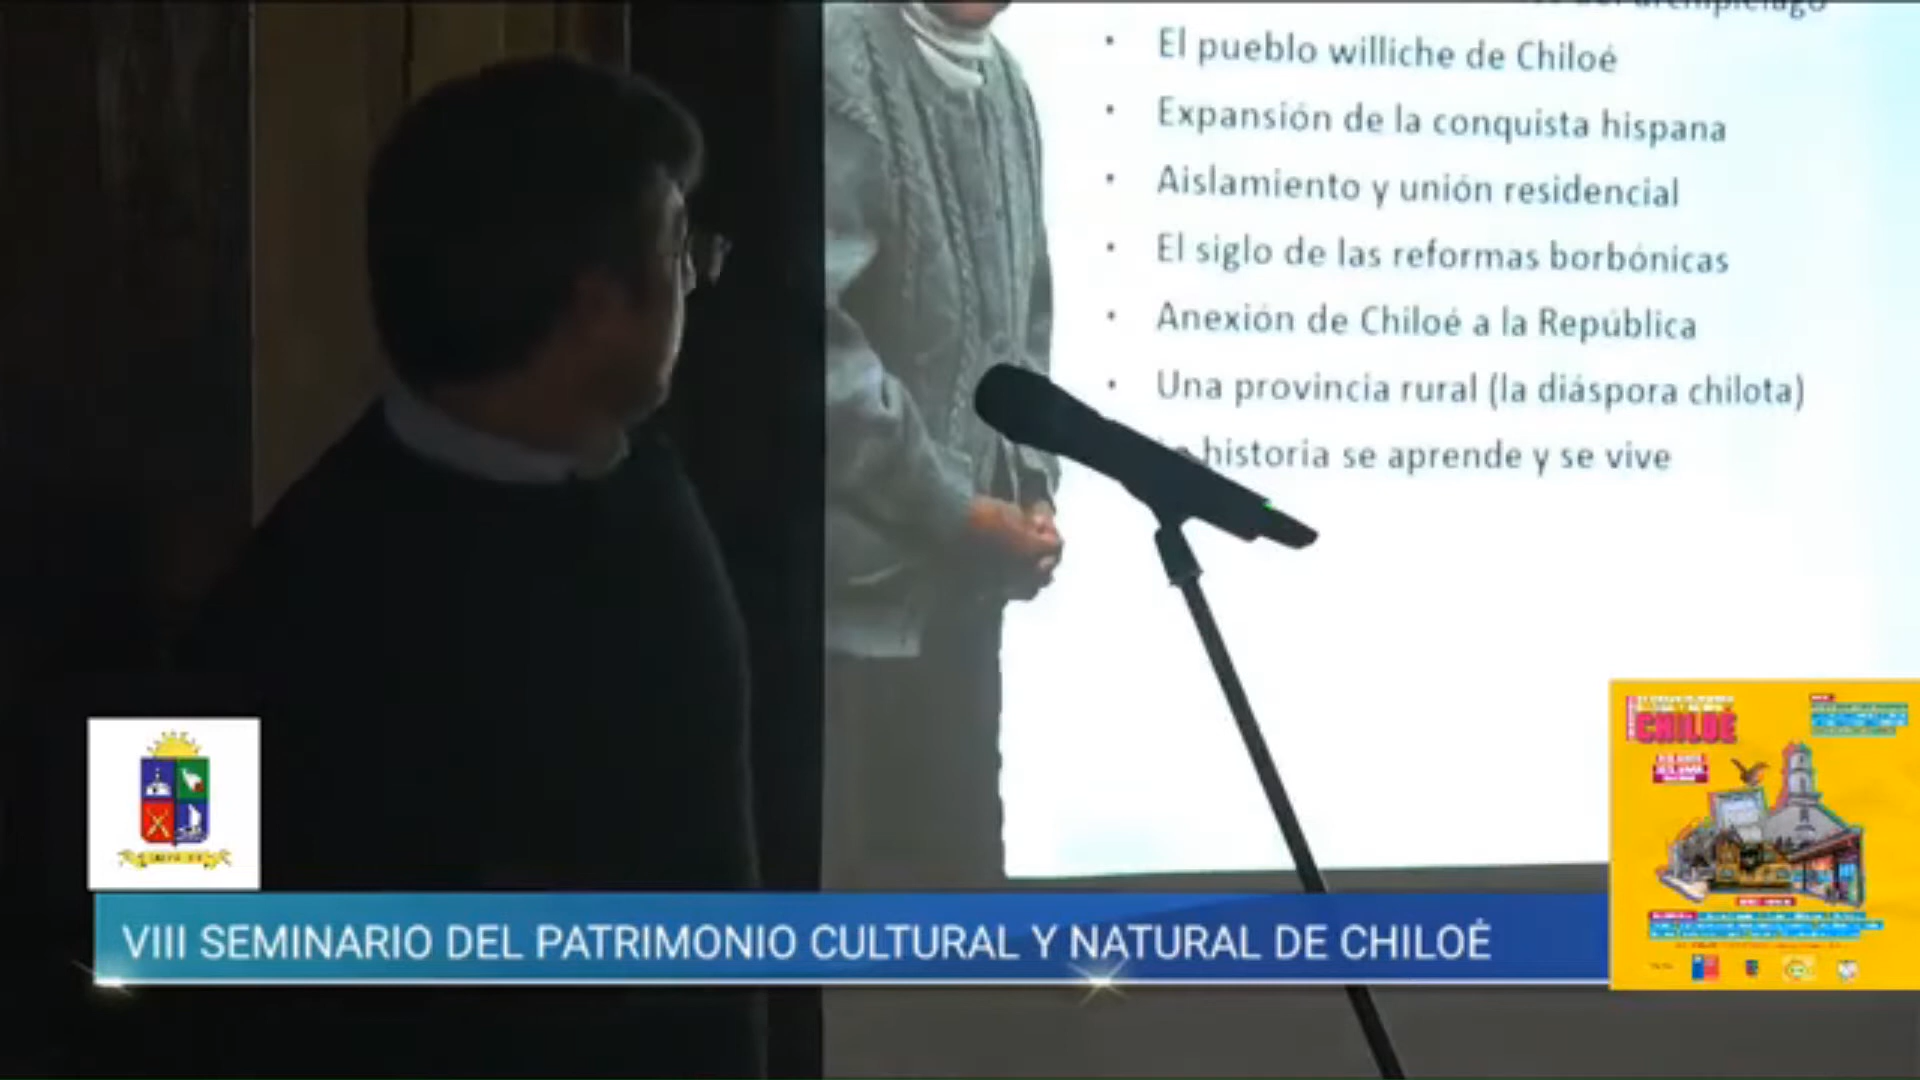 archipiélago
• El pueblo williche de Chiloé
• Expansión de la conquista hispana
• Aislamiento y unión residencial
• El siglo de las reformas borbónicas
• Anexión de Chiloé a la República
• Una provincia rural (la diáspora chilota)
historia se aprende y se vive
CHILOÉ
VIII SEMINARIO DEL PATRIMONIO CULTURAL Y NATURAL DE CHILOÉ